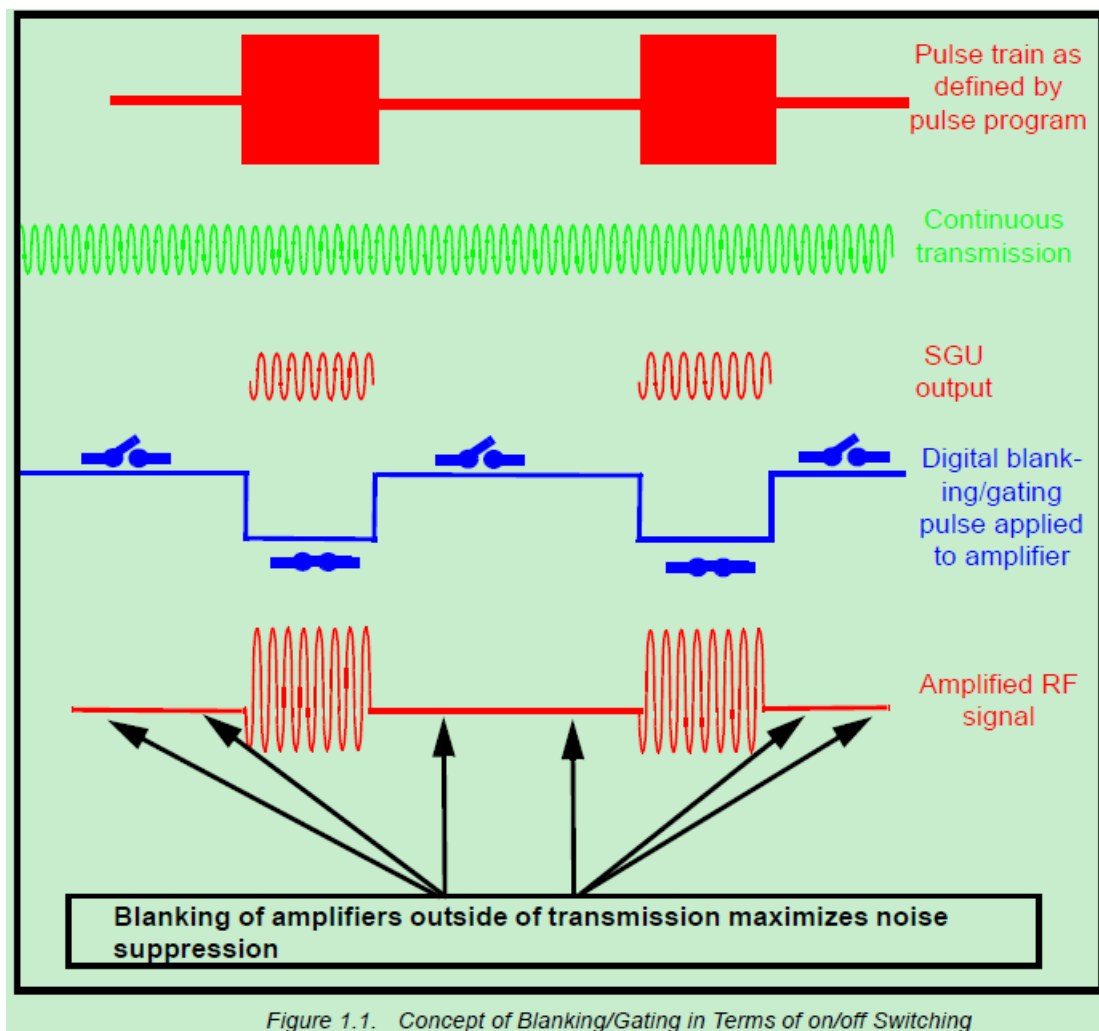 Pulse train as
defined by
pulse program
Continuous
transmission
SGU
output
Digital blank-
ing/gating
pulse applied
to amplifier
Amplified RF
signal
Blanking of amplifiers outside of transmission maximizes noise
suppression
Figure 1.1. Concept of Blanking/Gating in Terms of on/off Switching